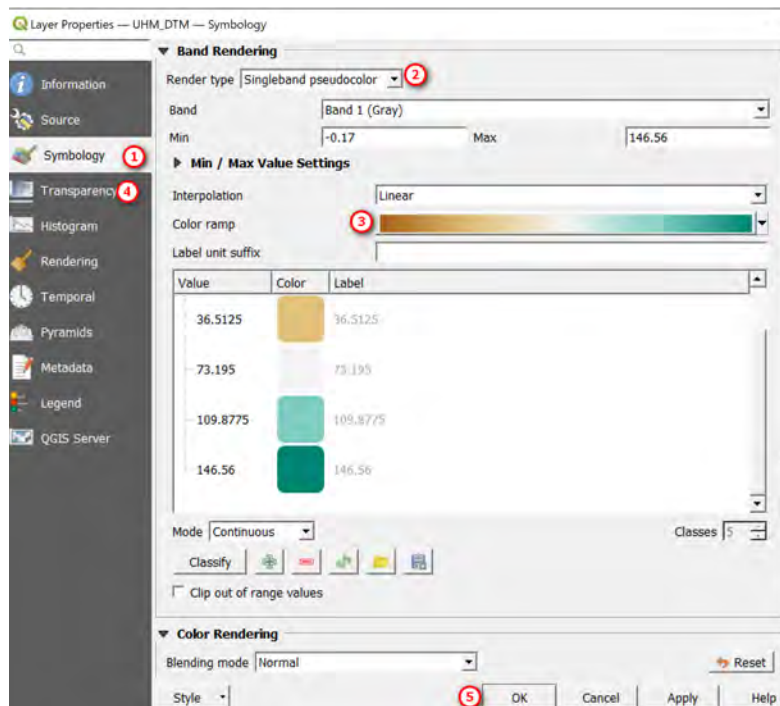 Layer Properties — UHM_DTM — Symbology
Information
Source
Symbology 1
Transparency 4
Histogram
Rendering
Temporal
Pyramids
Metadata
Legend
QGIS Server
Band Rendering
Render type Singleband pseudocolor 2
Band Band 1 (Gray)
Min -0.17 Max 146.56
Min / Max Value Settings
Interpolation Linear
Color ramp 3
Label unit suffix
Value Color Label
36.5125 36.5125
73.195 73.195
109.8775 109.8775
146.56 146.56
Mode Continuous Classes 5
Classify
Clip out of range values
Color Rendering
Blending mode Normal Reset
Style 5 OK Cancel Apply Help